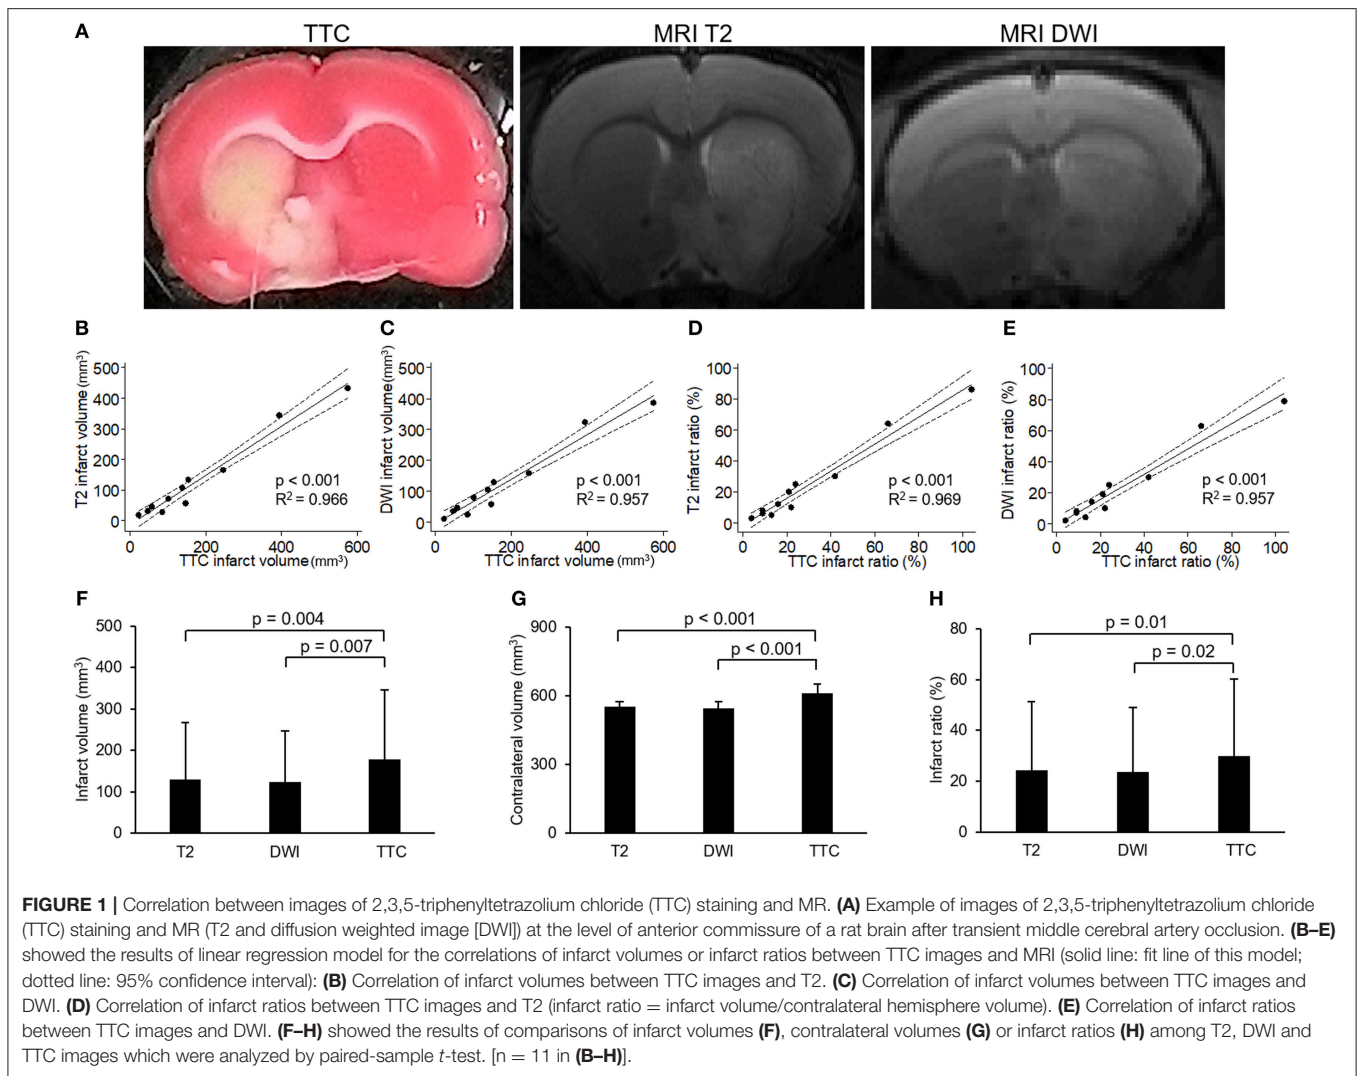 A
TTC
MRI T2
MRI DWI
B
T2 infarct volume (mm³)
500
400
300
200
100
0
p < 0.001
R² = 0.966
0 200 400 600
TTC infarct volume (mm³)
C
DWI infarct volume(mm³)
500
400
300
200
100
0
p < 0.001
R² = 0.957
0 200 400 600
TTC infarct volume (mm³)
D
T2 infarct ratio (%)
100
80
60
40
20
0
p < 0.001
R² = 0.969
0 20 40 60 80 100
TTC infarct ratio (%)
E
DWI infarct ratio (%)
100
80
60
40
20
0
p < 0.001
R² = 0.957
0 20 40 60 80 100
TTC infarct ratio (%)
F
Infarct volume (mm³)
500
400
300
200
100
0
p = 0.004
p = 0.007
T2 DWI TTC
G
Contralateral volume (mm³)
900
600
300
0
p < 0.001
p < 0.001
T2 DWI TTC
H
Infarct ratio (%)
80
60
40
20
0
p = 0.01
p = 0.02
T2 DWI TTC
FIGURE 1 | Correlation between images of 2,3,5-triphenyltetrazolium chloride (TTC) staining and MR. (A) Example of images of 2,3,5-triphenyltetrazolium chloride
(TTC) staining and MR (T2 and diffusion weighted image [DWI]) at the level of anterior commissure of a rat brain after transient middle cerebral artery occlusion. (B–E)
showed the results of linear regression model for the correlations of infarct volumes or infarct ratios between TTC images and MRI (solid line: fit line of this model;
dotted line: 95% confidence interval): (B) Correlation of infarct volumes between TTC images and T2. (C) Correlation of infarct volumes between TTC images and
DWI. (D) Correlation of infarct ratios between TTC images and T2 (infarct ratio = infarct volume/contralateral hemisphere volume). (E) Correlation of infarct ratios
between TTC images and DWI. (F–H) showed the results of comparisons of infarct volumes (F), contralateral volumes (G) or infarct ratios (H) among T2, DWI and
TTC images which were analyzed by paired-sample t-test. [n = 11 in (B–H)].